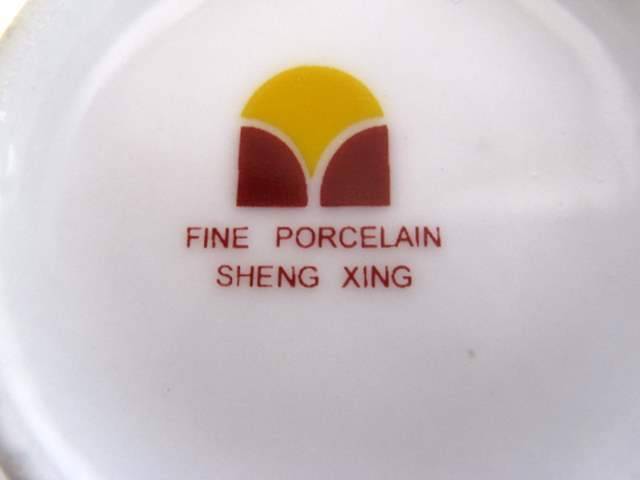 FINE PORCELAIN
SHENG XING